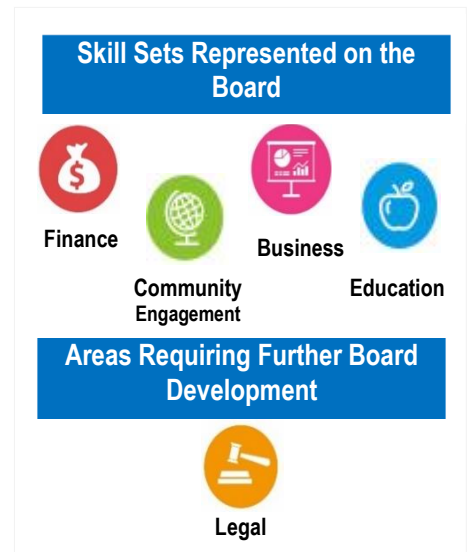 Skill Sets Represented on the
Board
$
Finance
Community
Engagement
Business
Education
Areas Requiring Further Board
Development
Legal